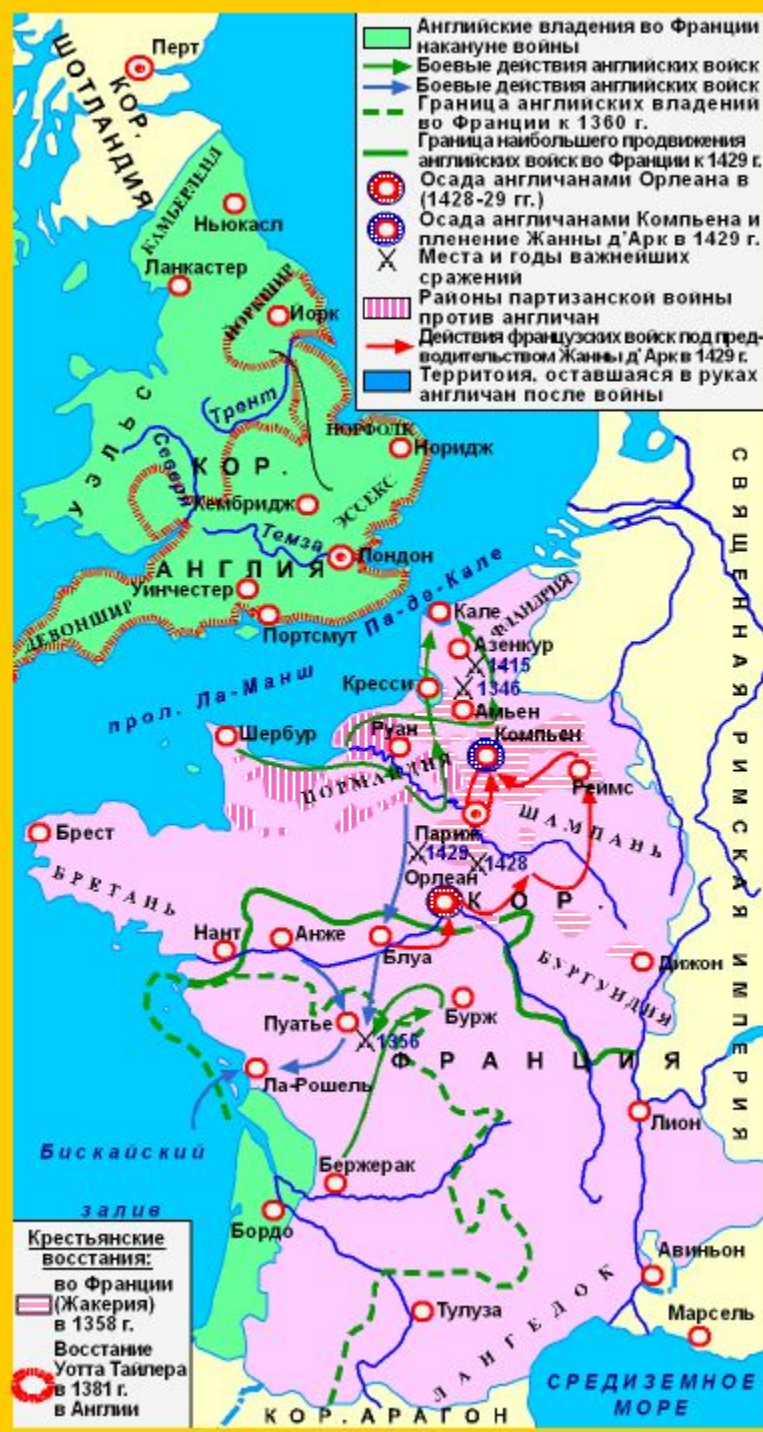 Английские владения во Франции
накануне войны
Боевые действия английских войск
Боевые действия английских войск
Граница английских владений
во Франции к 1360 г.
Граница наибольшего продвижения
английских войск во Франции к 1429 г.
Осада англичанами Орлеана в
(1428-29 гг.)
Осада англичанами Компьена и
пленение Жанны д'Арк в 1429 г.
Места и годы важнейших
сражений
Районы партизанской войны
против англичан
Действия французских войск под пред-
водительством Жанны д'Арк в 1429 г.
Территоия, оставшаяся в руках
англичан после войны
Перт
КОР.
ШОТЛАНДИЯ
КАМБЕРЛЕНД
Ньюкасл
Ланкастер
ЙОРКШИР
Йорк
Трент
УЭЛЬС
Северн
НОРФОЛК
Норидж
КОР.
Кембридж
ЭССЕКС
Темза
Лондон
АНГЛИЯ
Уинчестер
ДЕВОНШИР
Портсмут
Па-де-Кале
прол. Ла-Манш
СВЯЩЕННАЯ РИМСКАЯ ИМПЕРИЯ
Кале
ФЛАНДРИЯ
Азенкур
1415
Кресси
1346
Амьен
Шербур
Руан
Компьен
НОРМАНДИЯ
Реймс
ШАМПАНЬ
Париж
Брест
1429
1428
БРЕТАНЬ
Орлеан
КОР.
Нант
Анже
Блуа
БУРГУНДИЯ
Дижон
Бурж
Пуатье
1356
ФРАНЦИЯ
Ла-Рошель
Лион
Бискайский
залив
Бержерак
Бордо
Авиньон
Тулуза
ЛАНГЕДОК
Марсель
СРЕДИЗЕМНОЕ
МОРЕ
КОР. АРАГОН
Крестьянские
восстания:
во Франции
(Жакерия)
в 1358 г.
Восстание
Уотта Тайлера
в 1381 г.
в Англии